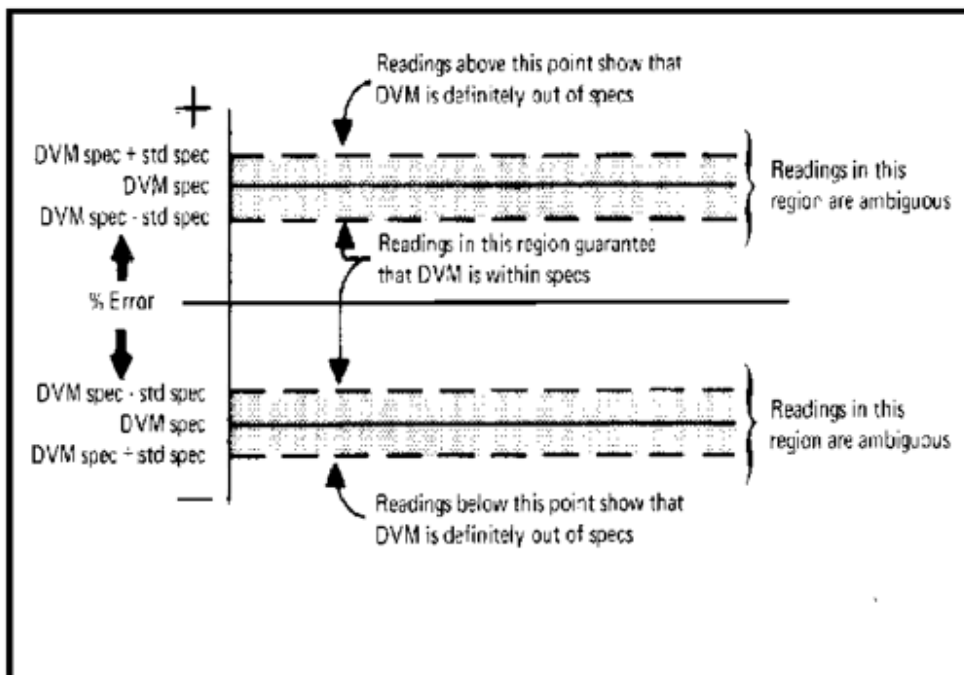 Readings above this point show that
DVM is definitely out of specs
+
DVM spec + std spec
DVM spec
DVM spec - std spec
Readings in this
region are ambiguous
Readings in this region guarantee
that DVM is within specs
% Error
DVM spec - std spec
DVM spec
DVM spec + std spec
Readings in this
region are ambiguous
—
Readings below this point show that
DVM is definitely out of specs